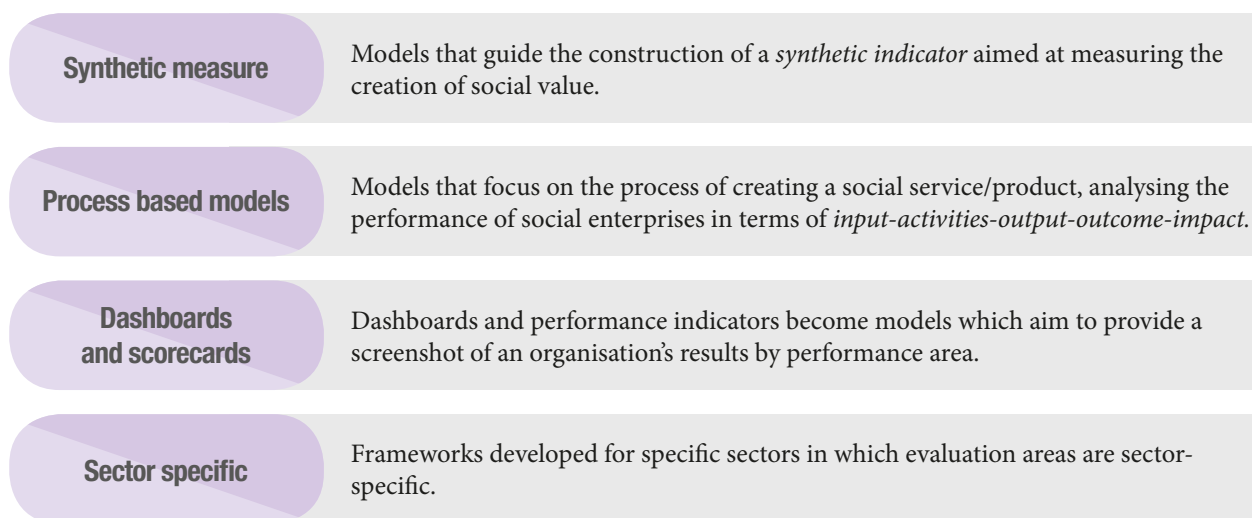 Synthetic measure
Models that guide the construction of a synthetic indicator aimed at measuring the
creation of social value.
Process based models
Models that focus on the process of creating a social service/product, analysing the
performance of social enterprises in terms of input-activities-output-outcome-impact.
Dashboards
and scorecards
Dashboards and performance indicators become models which aim to provide a
screenshot of an organisation's results by performance area.
Sector specific
Frameworks developed for specific sectors in which evaluation areas are sector-
specific.